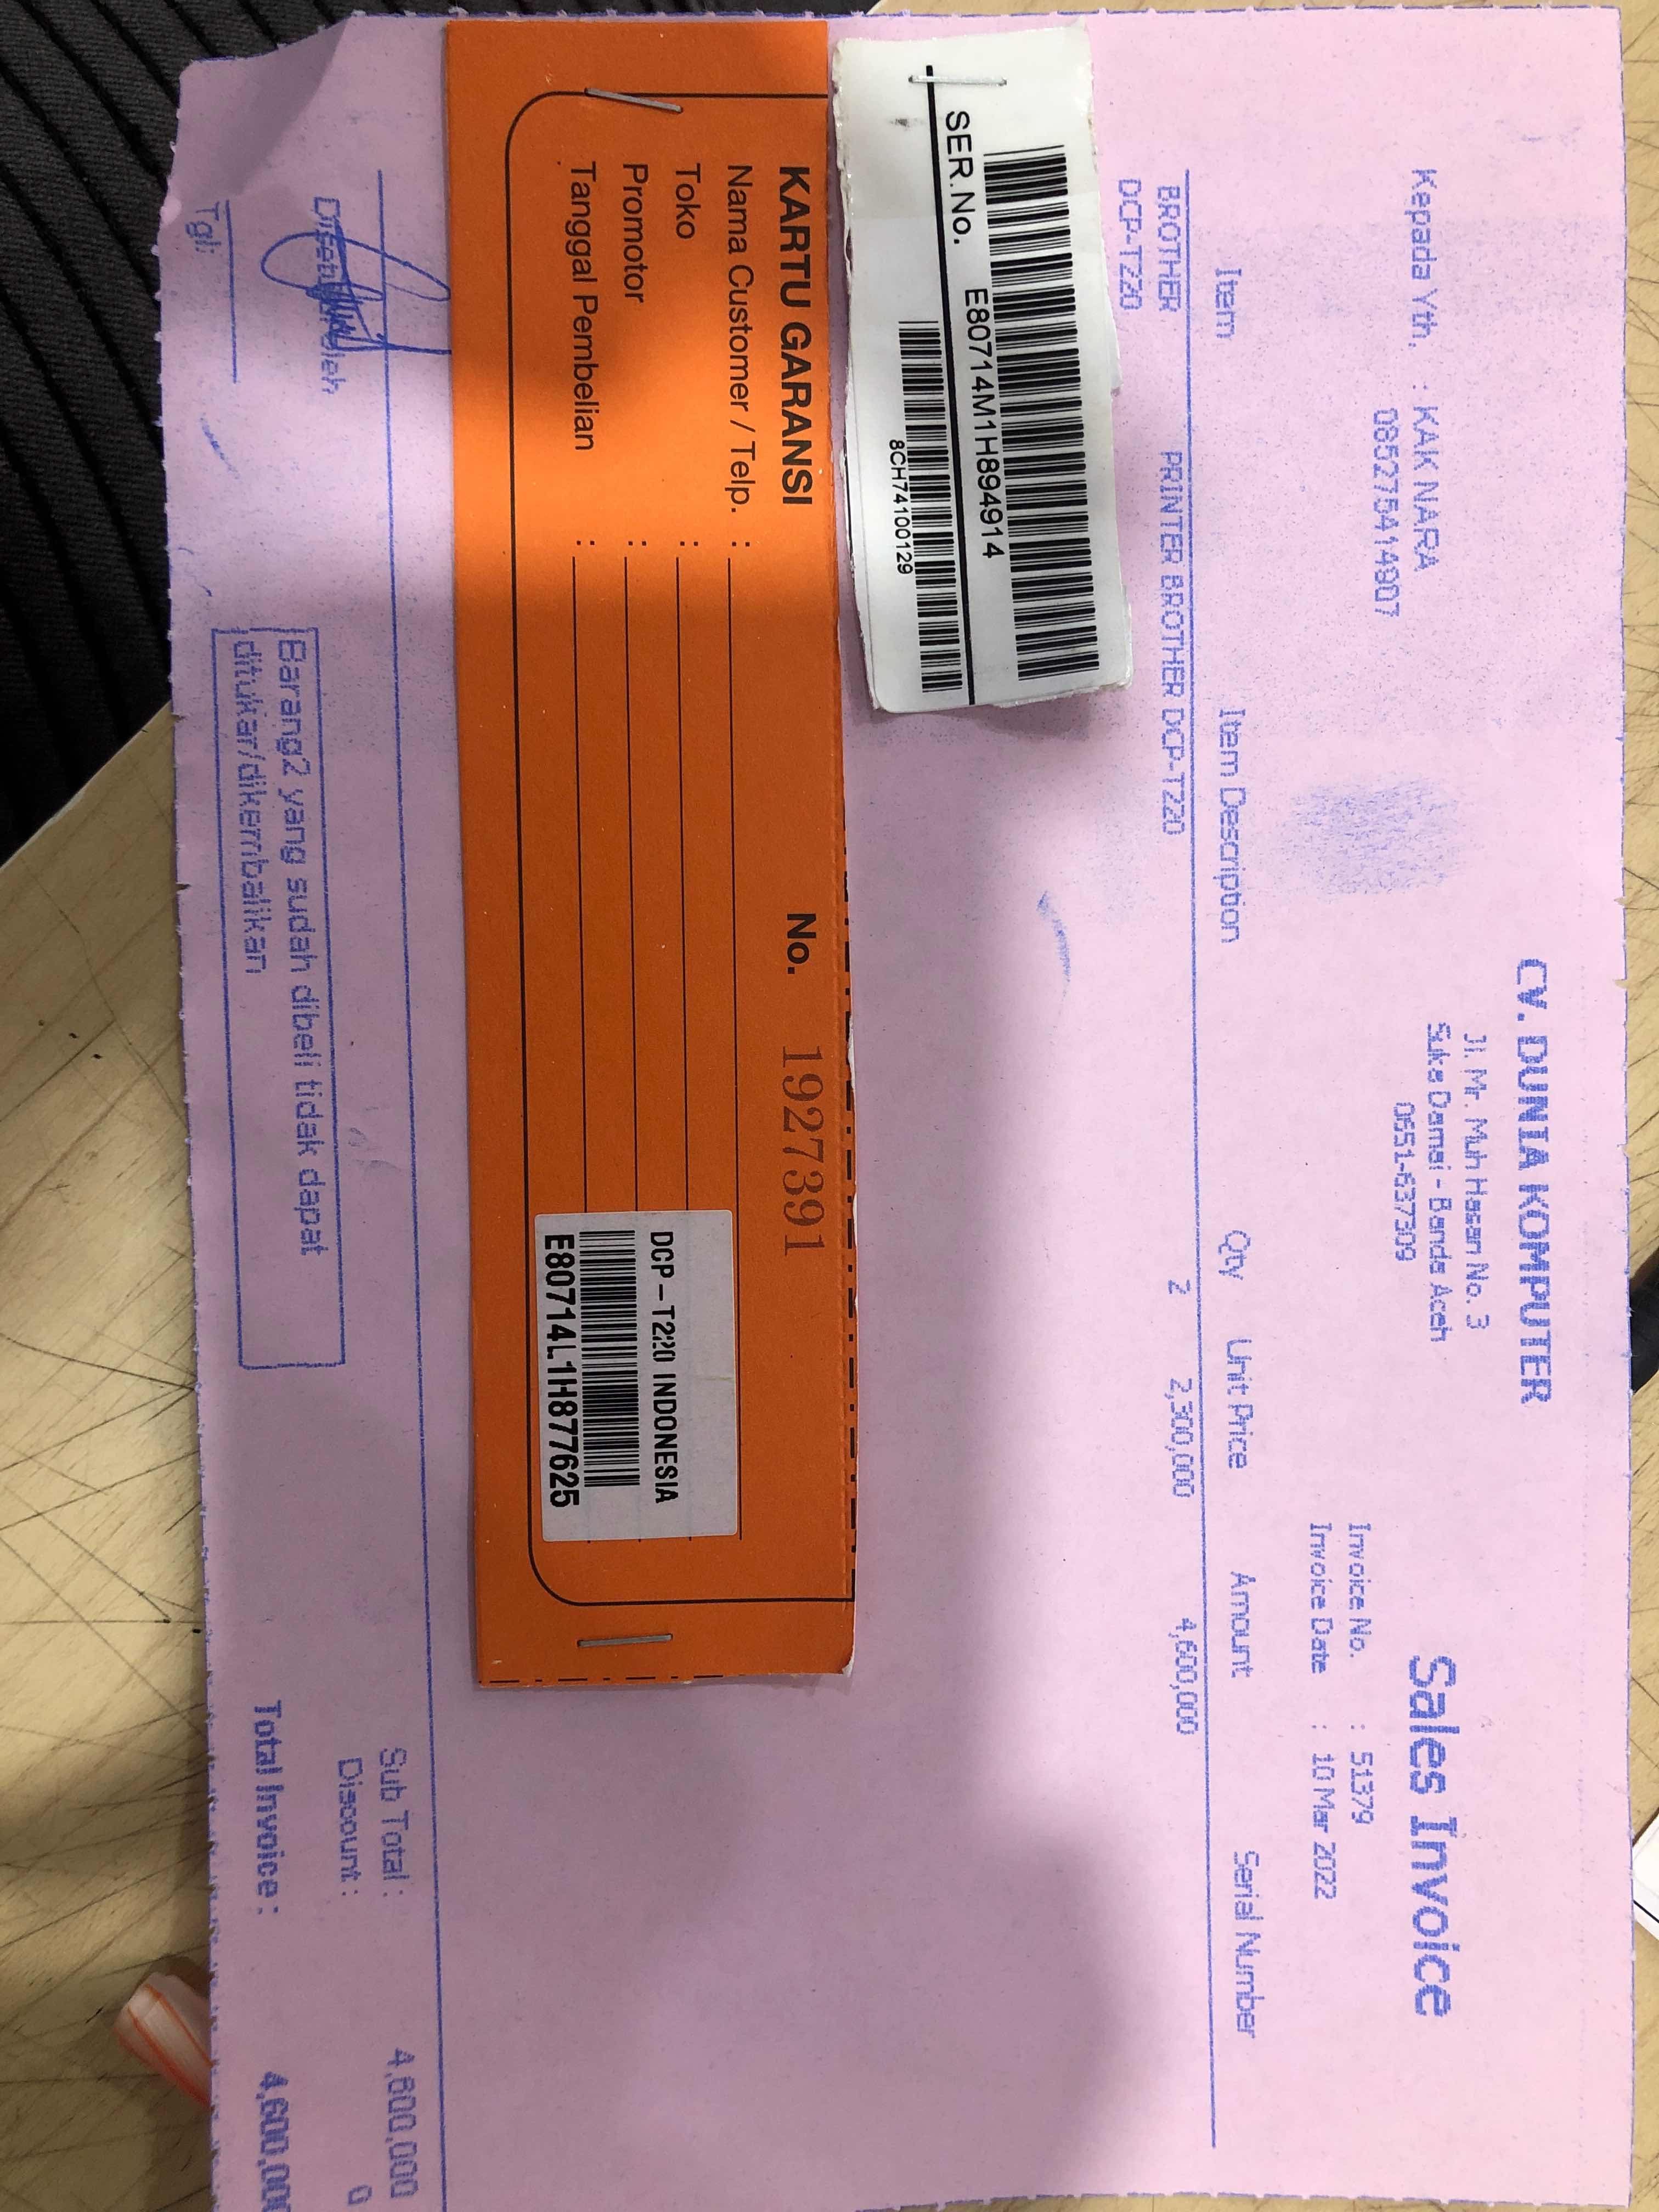 CV. DUNIA KOMPUTER
Jl. Mr. Muh Hasan No. 3
Suka Damai - Banda Aceh
0651-637309
Sales Invoice
Kepada Yth. : KAK NARA
085275414907
Invoice No. : 51379
Invoice Date : 10 Mar 2022
Item Item Description Qty Unit Price Amount Serial Number
BROTHER PRINTER BROTHER DCP-T220 2 2,300,000 4,600,000
DCP-T220
SER.No. E80714M1H894914
8CH74100129
KARTU GARANSI No. 192739 1
Nama Customer / Telp. :
Toko :
Promotor :
Tanggal Pembelian :
DCP-T220 INDONESIA
E80714L1H877625
Sub Total : 4,600,000
Discount : 0
Total Invoice : 4,600,000
Tgl:
Barang2 yang sudah dibeli tidak dapat
ditukar/dikembalikan